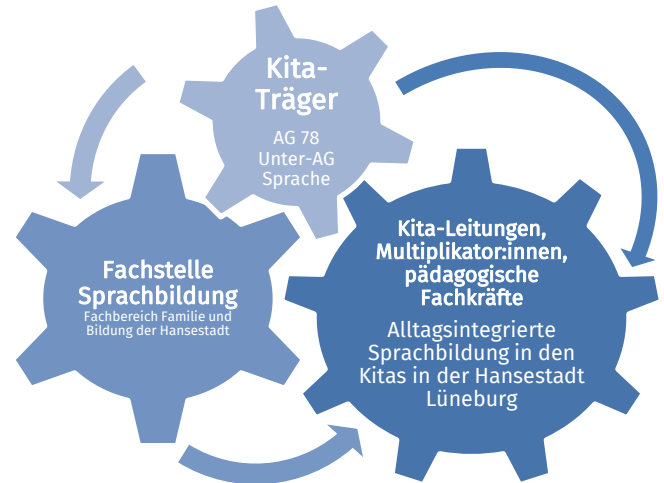 Kita-
Träger
AG 78
Unter-AG
Sprache
Fachstelle
Sprachbildung
Fachbereich Familie und
Bildung der Hansestadt
Kita-Leitungen,
Multiplikator:innen,
pädagogische
Fachkräfte
Alltagsintegrierte
Sprachbildung in den
Kitas in der Hansestadt
Lüneburg